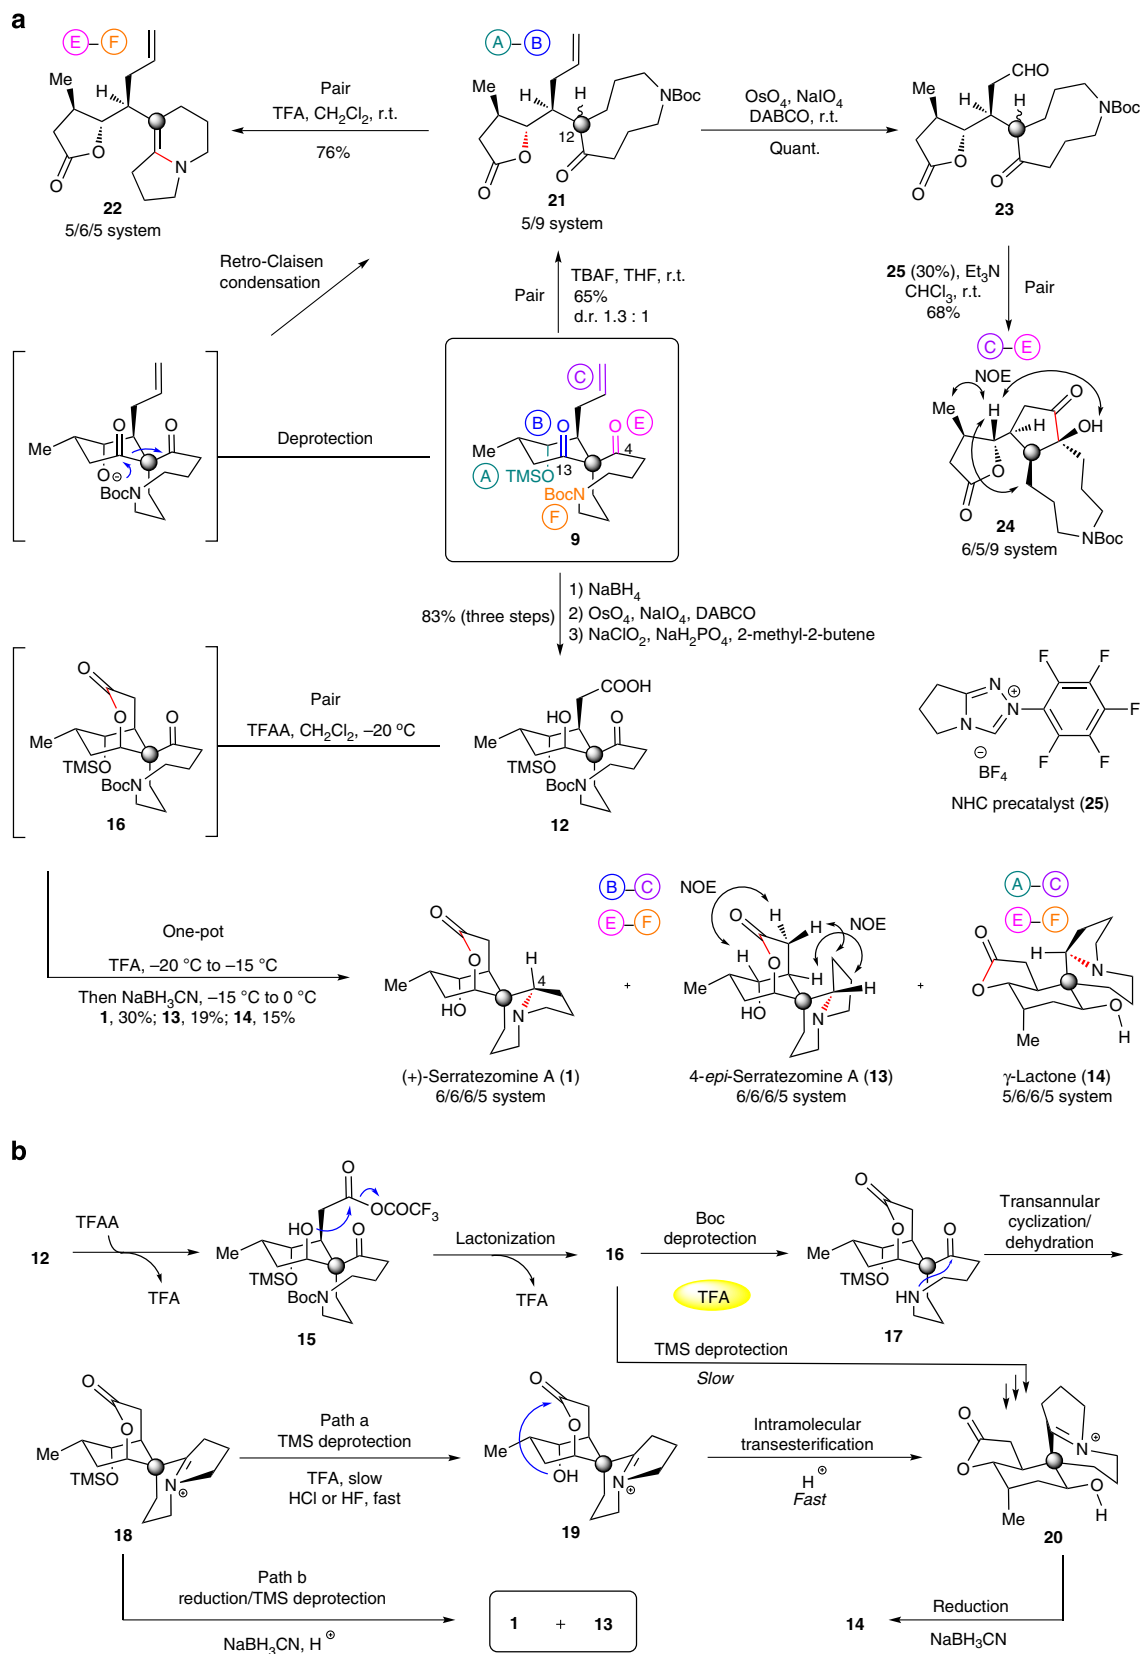 a
E – F
Me
H
O
O
N
22
5/6/5 system
Pair
TFA, CH2Cl2, r.t.
76%
A – B
Me
H
H
12
O
O
O
NBoc
21
5/9 system
OsO4, NaIO4
DABCO, r.t.
Quant.
CHO
Me
H
H
O
O
O
NBoc
23
Retro-Claisen
condensation
Pair
TBAF, THF, r.t.
65%
d.r. 1.3 : 1
25 (30%), Et3N
CHCl3, r.t.
68%
Pair
C – E
O
O
Me
O
⊖
BocN
Deprotection
C
B
O
O
E
Me
4
13
A
TMSO
BocN
F
9
NOE
Me
H
O
H
OH
O
O
NBoc
24
6/5/9 system
83% (three steps)
1) NaBH4
2) OsO4, NaIO4, DABCO
3) NaClO2, NaH2PO4, 2-methyl-2-butene
O
O
O
Me
TMSO
BocN
16
Pair
TFAA, CH2Cl2, –20 °C
COOH
HO
O
Me
TMSO
BocN
12
N
⊕
N
N
F
F
F
F
F
⊖
BF4
NHC precatalyst (25)
One-pot
TFA, –20 °C to –15 °C
Then NaBH3CN, –15 °C to 0 °C
1, 30%; 13, 19%; 14, 15%
O
O
H
4
Me
HO
N
(+)-Serratezomine A (1)
6/6/6/5 system
+
B – C
E – F
NOE
NOE
O
H
H
O
H
H
H
Me
HO
N
4-epi-Serratezomine A (13)
6/6/6/5 system
+
A – C
E – F
O
H
N
O
O
Me
H
γ-Lactone (14)
5/6/6/5 system
b
12
TFAA
TFA
O
OCOCF3
HO
O
Me
TMSO
BocN
15
Lactonization
TFA
16
Boc
deprotection
TFA
O
O
O
Me
TMSO
HN
17
Transannular
cyclization/
dehydration
TMS deprotection
Slow
O
O
Me
TMSO
N
⊕
18
Path a
TMS deprotection
TFA, slow
HCl or HF, fast
O
O
Me
OH
N
⊕
19
Intramolecular
transesterification
H⊕
Fast
O
⊕
N
O
O
Me
H
20
Path b
reduction/TMS deprotection
NaBH3CN, H⊕
1 + 13
14
Reduction
NaBH3CN